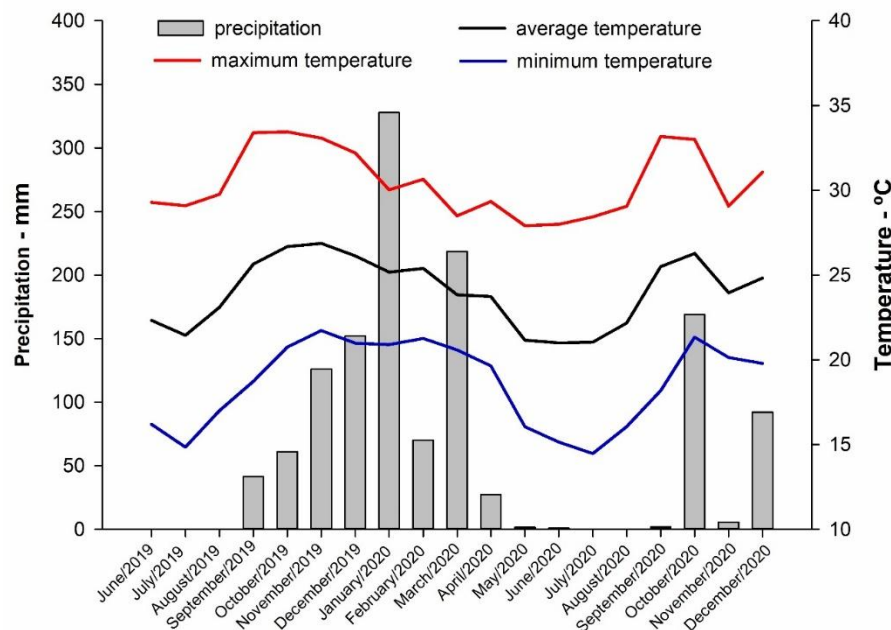 precipitation
average temperature
maximum temperature
minimum temperature
Precipitation - mm
400
350
300
250
200
150
100
50
0
Temperature - ºC
40
35
30
25
20
15
10
June/2019
July/2019
August/2019
September/2019
October/2019
November/2019
December/2019
January/2020
February/2020
March/2020
April/2020
May/2020
June/2020
July/2020
August/2020
September/2020
October/2020
November/2020
December/2020